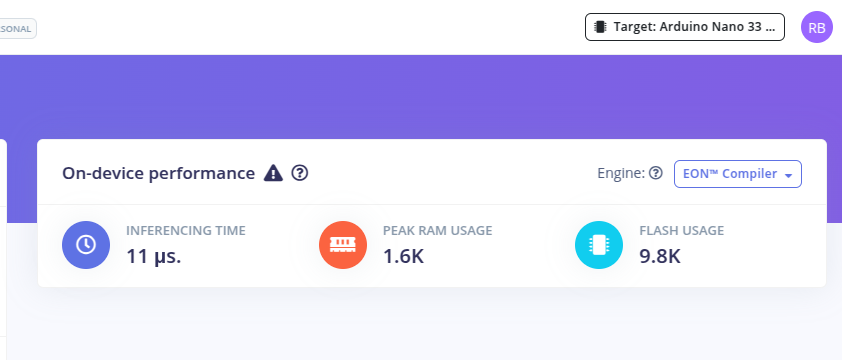 Target: Arduino Nano 33 ...
RB
On-device performance
Engine:
EON™ Compiler
INFERENCING TIME
11 µs.
PEAK RAM USAGE
1.6K
FLASH USAGE
9.8K